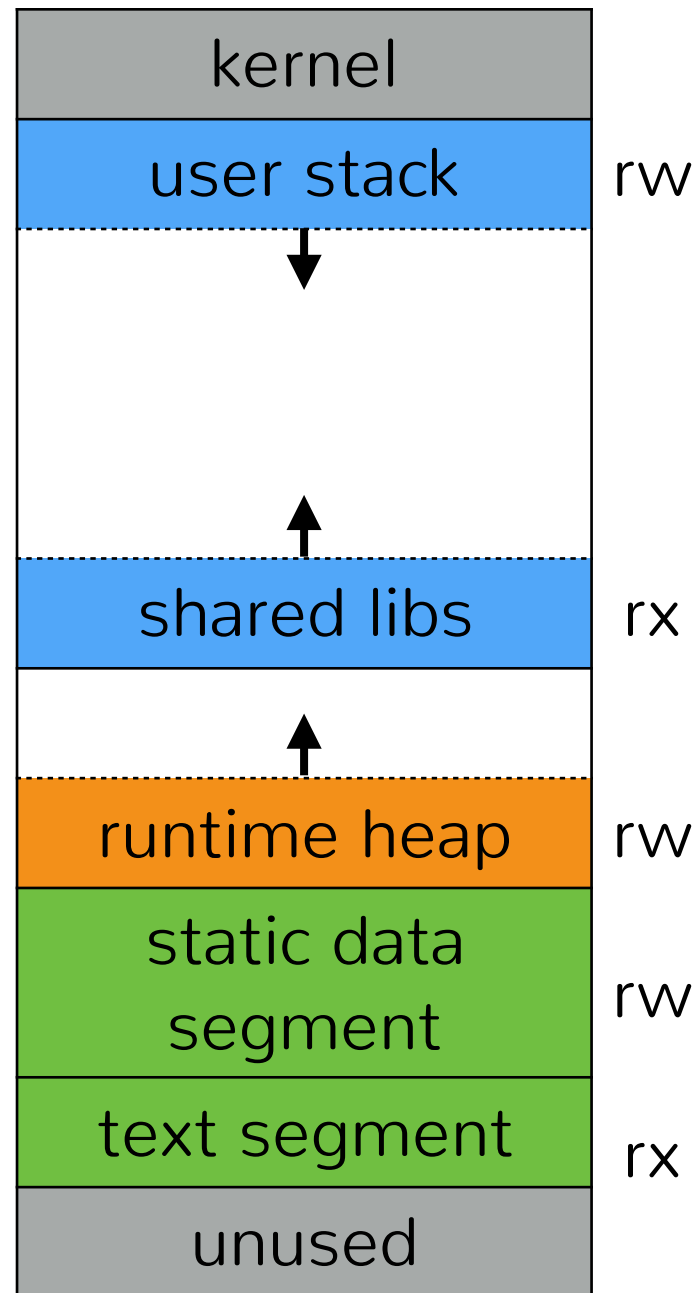 kernel
user stack rw
shared libs rx
runtime heap rw
static data
segment
rw
text segment rx
unused